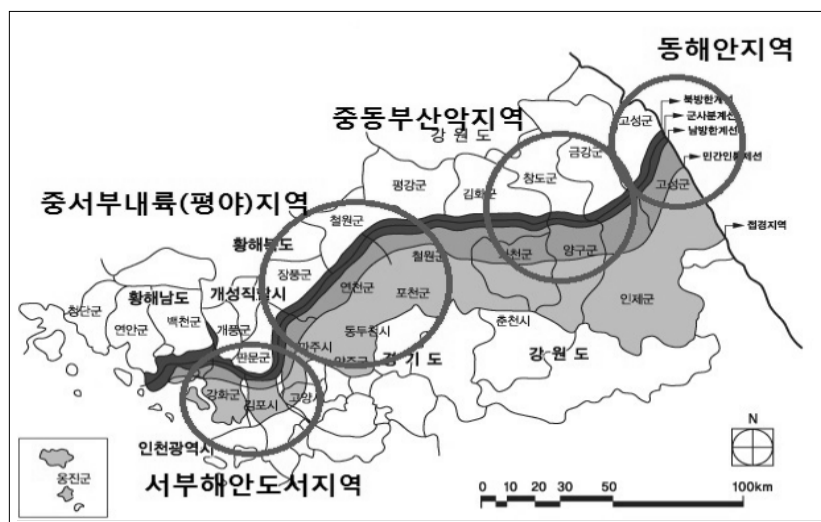 동해안지역
북방한계선
군사분계선
남방한계선
민간인통제선
접경지역
중동부산악지역
강원도
고성군
금강군
창도군
김화군
평강군
고성군
중서부내륙(평야)지역
철원군
황해북도
장풍군
철원군
양구군
인제군
연천군
포천군
황해남도
개성직할시
청단군
연안군
백천군
개풍군
판문군
동두천시
파주시
양주군
경기도
춘천시
강원도
강화군
김포시
고양시
인천광역시
서부해안도서지역
옹진군
N
0 10 20 30 50 100km